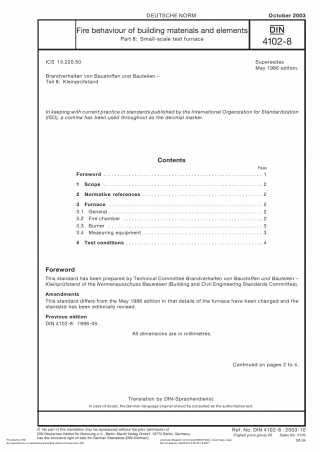 DEUTSCHE NORM
October 2003
Fire behaviour of building materials and elements
Part 8: Small-scale test furnace
DIN
4102-8
ICS 13.220.50
Supersedes
May 1986 edition.
Brandverhalten von Baustoffen und Bauteilen –
Teil 8: Kleinprüfstand
In keeping with current practice in standards published by the International Organization for Standardization
(ISO), a comma has been used throughout as the decimal marker.
Contents
Page
Foreword 1
1 Scope 2
2 Normative references 2
3 Furnace 2
3.1 General 2
3.2 Fire chamber 2
3.3 Burner 3
3.4 Measuring equipment 3
4 Test conditions 4
Foreword
This standard has been prepared by Technical Committee Brandverhalten von Baustoffen und Bauteilen –
Kleinprüfstand of the Normenausschuss Bauwesen (Building and Civil Engineering Standards Committee).
Amendments
This standard differs from the May 1986 edition in that details of the furnace have been changed and the
standard has been editorially revised.
Previous edition
DIN 4102-8: 1986-05.
All dimensions are in millimetres.
Continued on pages 2 to 4.
Translation by DIN-Sprachendienst.
In case of doubt, the German-language original should be consulted as the authoritative text.
© No part of this translation may be reproduced without the prior permission of
DIN Deutsches Institut für Normung e.V., Berlin. Beuth Verlag GmbH, 10772 Berlin, Germany,
has the exclusive right of sale for German Standards (DIN-Normen).
Ref. No. DIN 4102-8 : 2003-10
English price group 05 Sales No. 0105